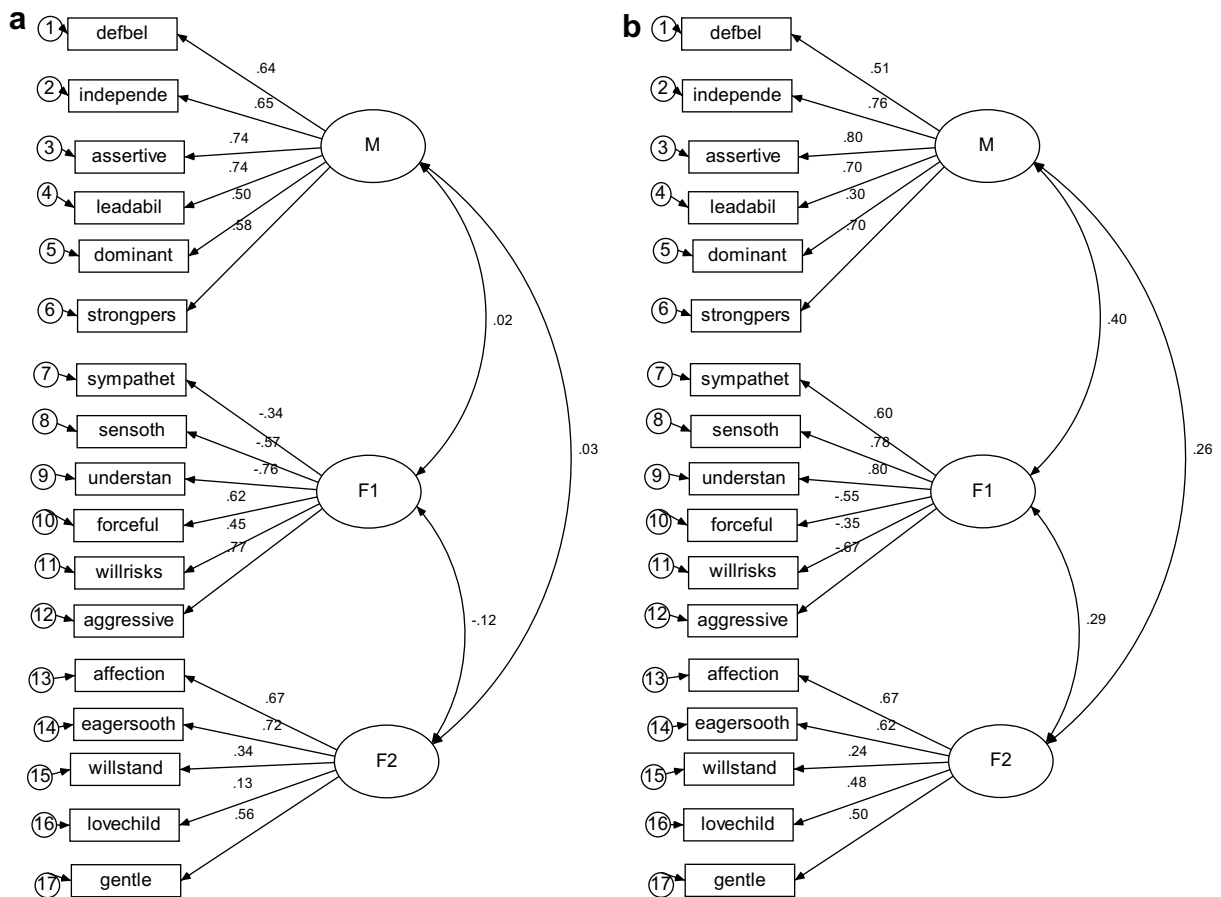 a
1
defbel
.64
2
independe
.65
3
assertive
.74
M
4
leadabil
.74
5
dominant
.50
6
strongpers
.58
.02
7
sympathet
-.34
8
sensoth
-.57
9
understan
-.76
F1
10
forceful
.62
11
willrisks
.45
12
aggressive
.77
.03
-.12
13
affection
.67
14
eagersooth
.72
15
willstand
.34
F2
16
lovechild
.13
17
gentle
.56
b
1
defbel
.51
2
independe
.76
3
assertive
.80
M
4
leadabil
.70
5
dominant
.30
6
strongpers
.70
.40
7
sympathet
.60
8
sensoth
.78
9
understan
.80
F1
10
forceful
-.55
11
willrisks
-.35
12
aggressive
-.67
.26
.29
13
affection
.67
14
eagersooth
.62
15
willstand
.24
F2
16
lovechild
.48
17
gentle
.50